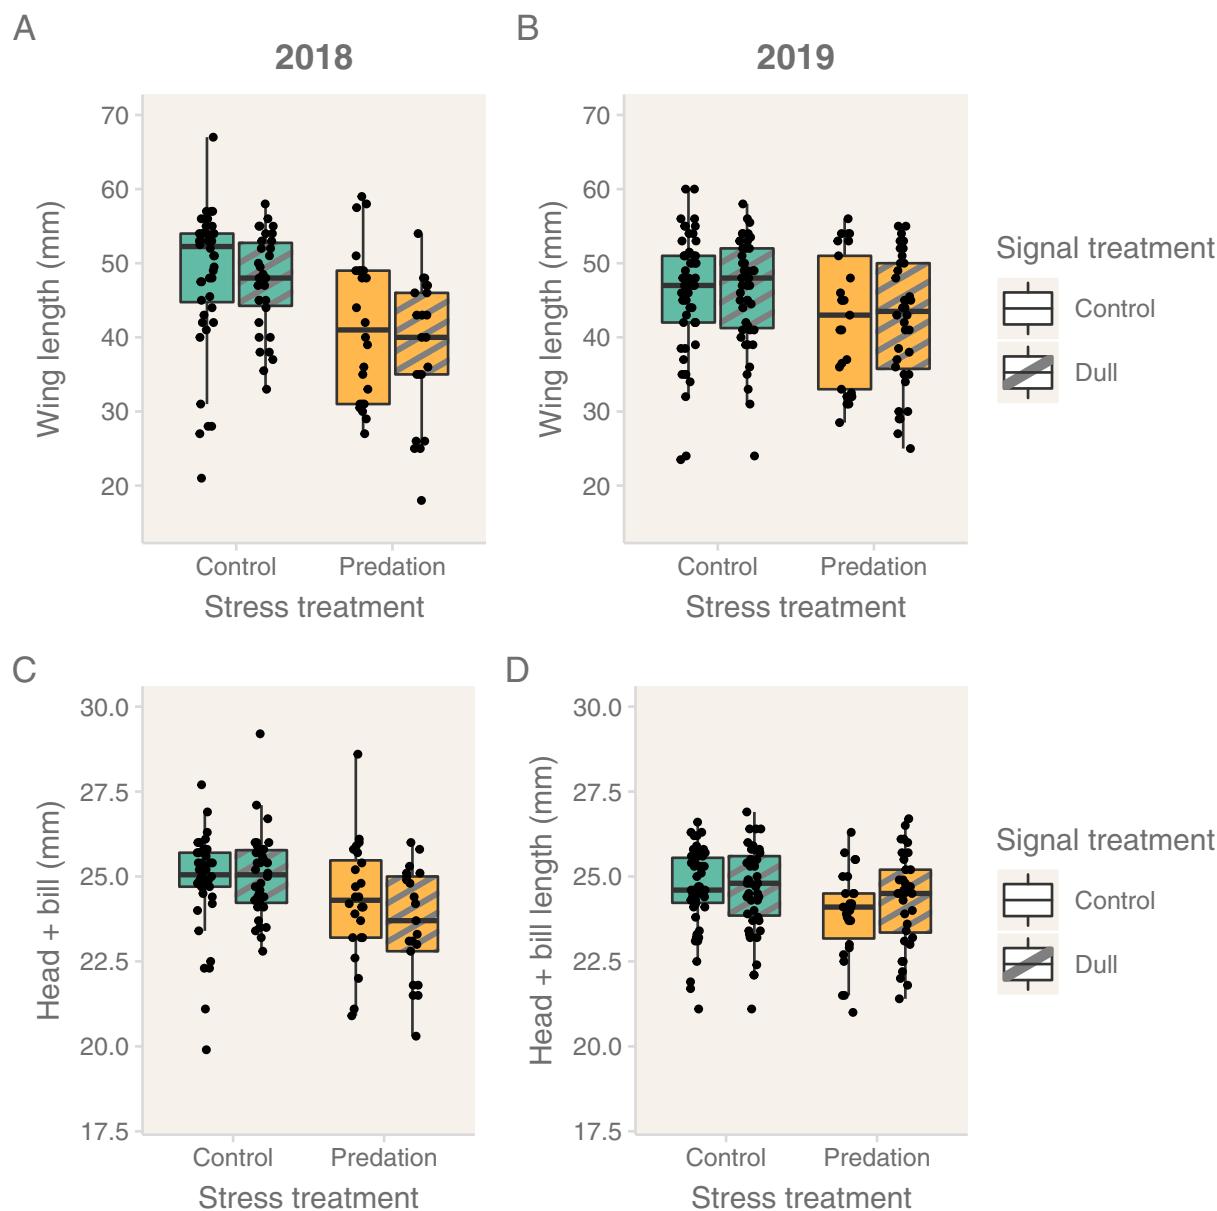 A
B
2018
2019
Wing length (mm)
70
60
50
40
30
20
Control
Predation
Stress treatment
Wing length (mm)
70
60
50
40
30
20
Control
Predation
Stress treatment
Signal treatment
Control
Dull
C
D
Head + bill (mm)
30.0
27.5
25.0
22.5
20.0
17.5
Control
Predation
Stress treatment
Head + bill length (mm)
30.0
27.5
25.0
22.5
20.0
17.5
Control
Predation
Stress treatment
Signal treatment
Control
Dull